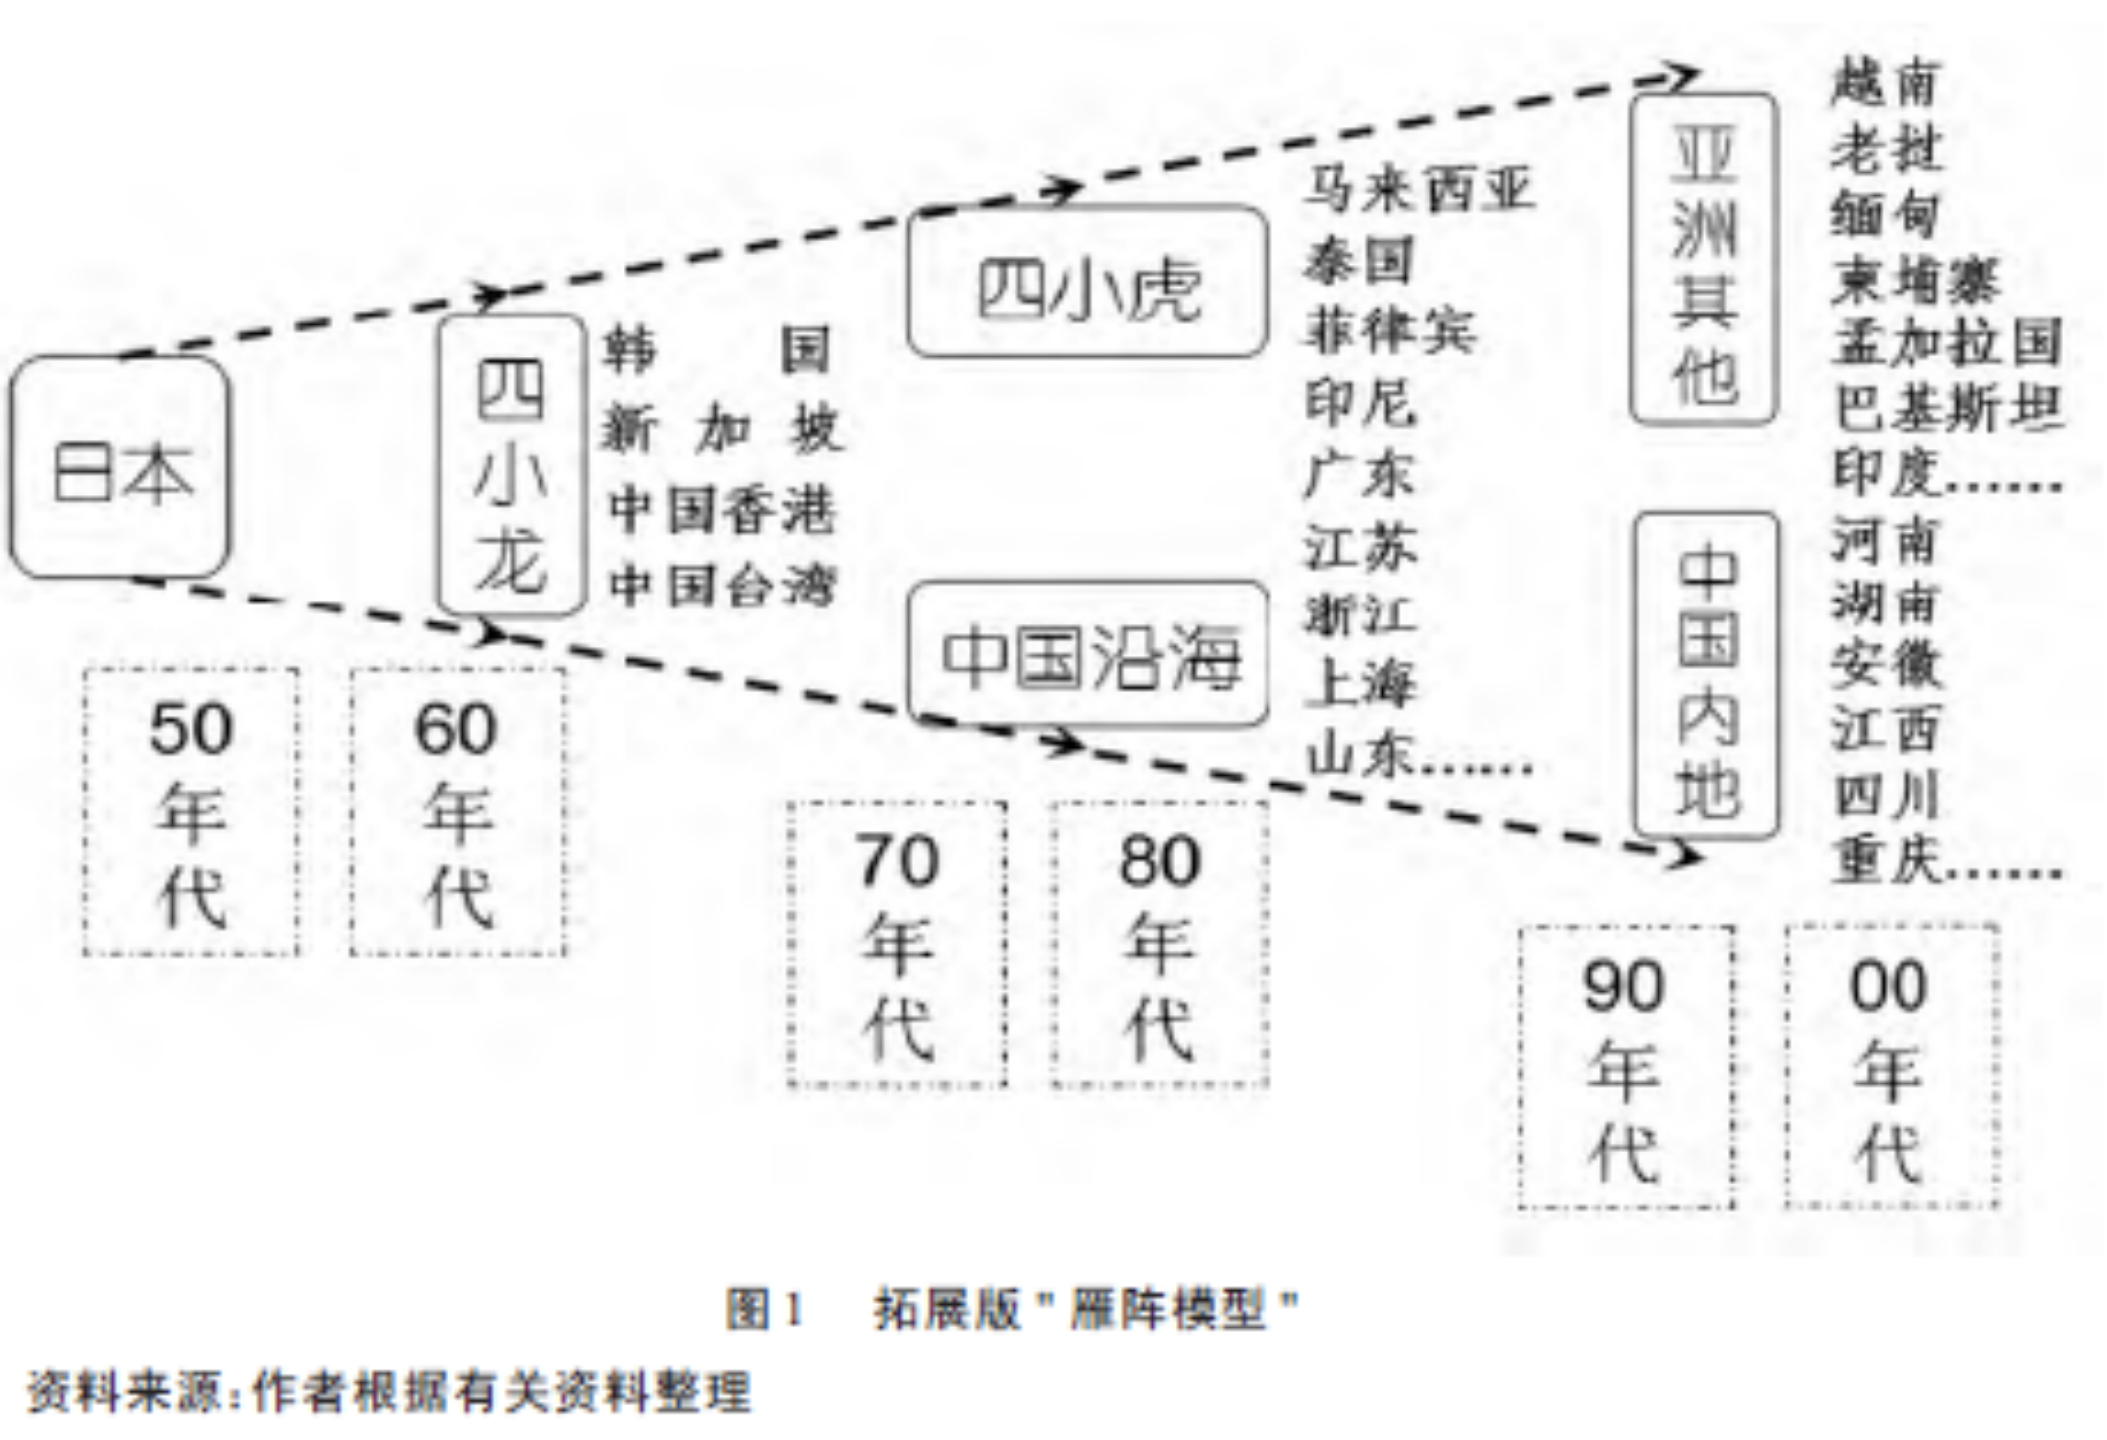 日本
四小龙
韩国
新加坡
中国香港
中国台湾
四小虎
马来西亚
泰国
菲律宾
印尼
中国沿海
广东
江苏
浙江
上海
山东……
亚洲其他
越南
老挝
缅甸
柬埔寨
孟加拉国
巴基斯坦
印度……
中国内地
河南
湖南
安徽
江西
四川
重庆……
50年代
60年代
70年代
80年代
90年代
00年代
图1 拓展版"雁阵模型"
资料来源:作者根据有关资料整理